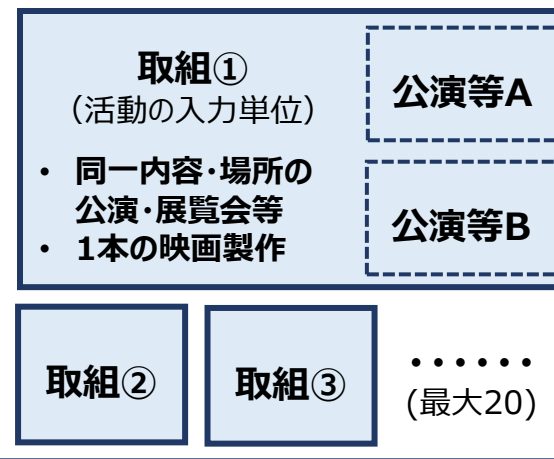 取組①
（活動の入力単位）
• 同一内容･場所の
公演･展覧会等
• 1本の映画製作
公演等A
公演等B
取組②
取組③
・・・・・・
(最大20)